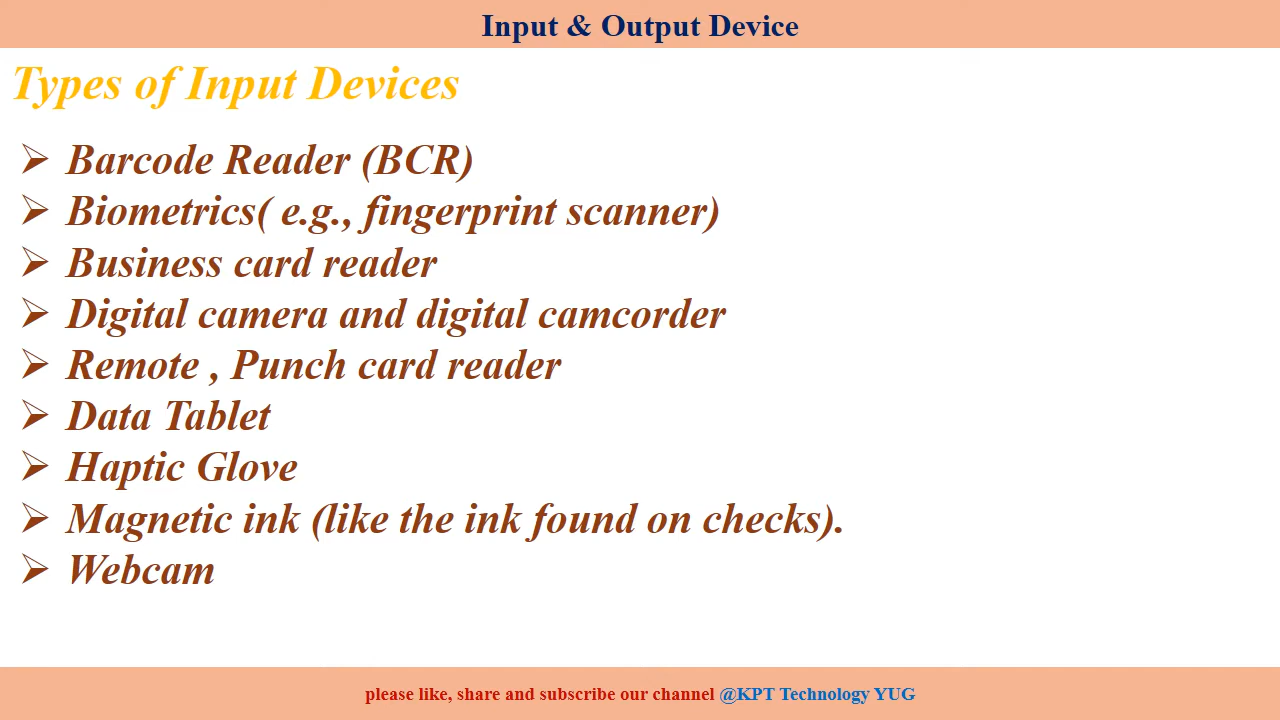 Input & Output Device
Types of Input Devices
➢ Barcode Reader (BCR)
➢ Biometrics( e.g., fingerprint scanner)
➢ Business card reader
➢ Digital camera and digital camcorder
➢ Remote , Punch card reader
➢ Data Tablet
➢ Haptic Glove
➢ Magnetic ink (like the ink found on checks).
➢ Webcam
please like, share and subscribe our channel @KPT Technology YUG